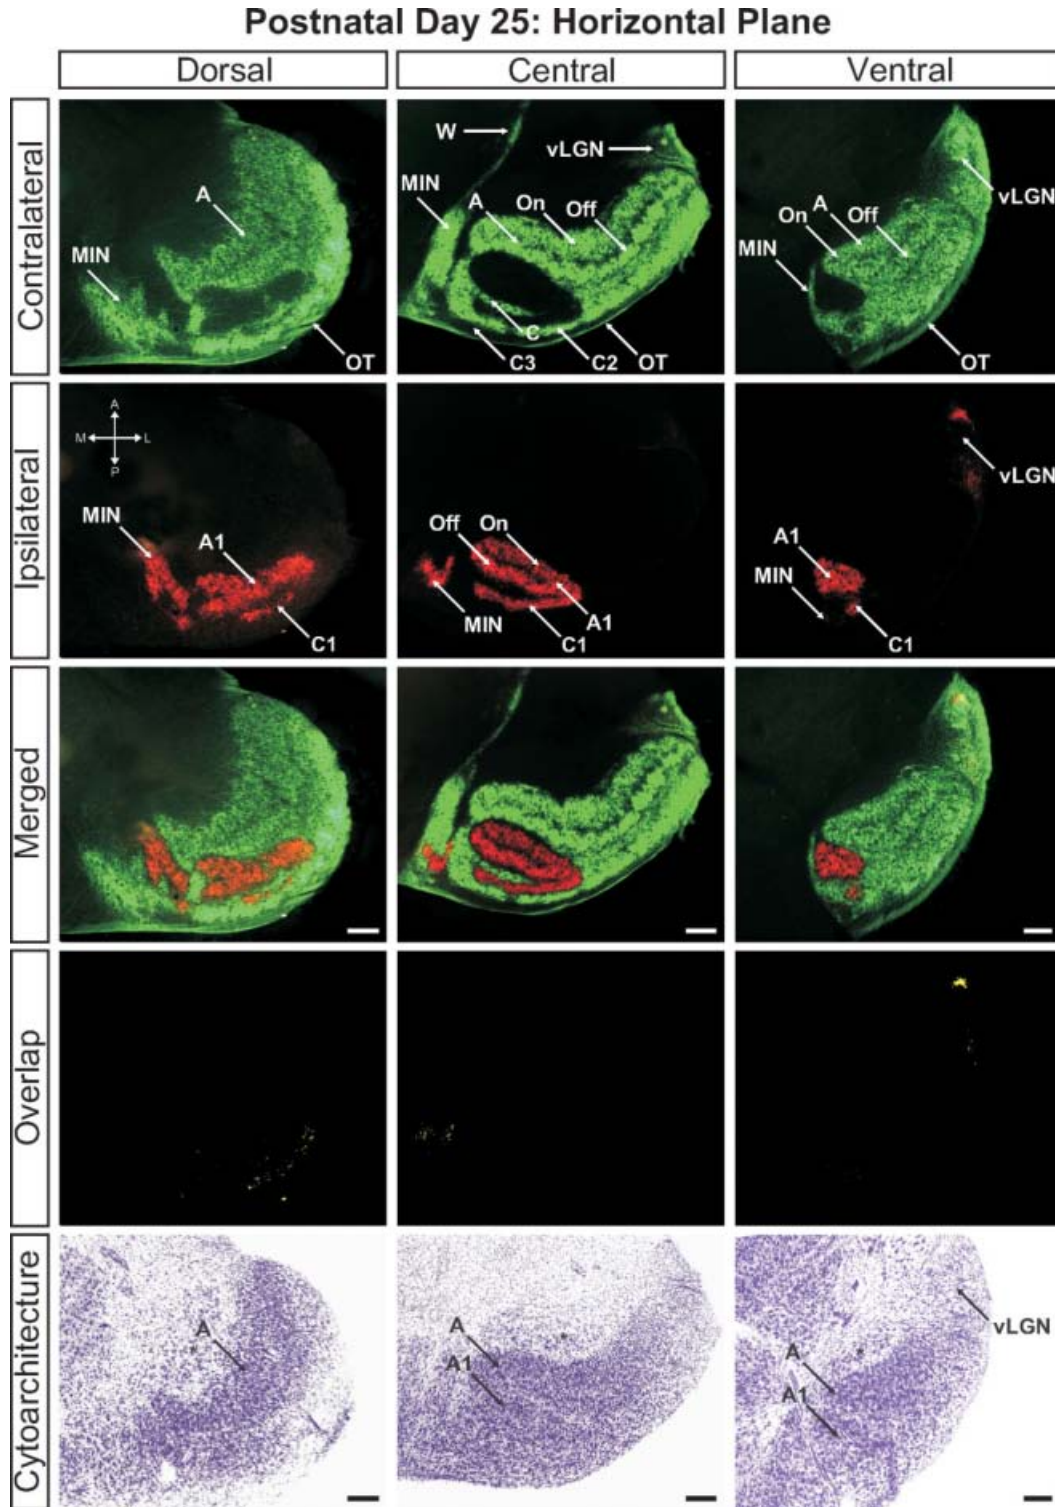 Postnatal Day 25: Horizontal Plane
Dorsal Central Ventral
Contralateral
A
MIN
OT
W
vLGN
MIN
A
On
Off
C
C3
C2
OT
vLGN
A
On
Off
MIN
OT
Ipsilateral
A
M L
P
MIN
A1
C1
Off
On
MIN
A1
C1
vLGN
A1
MIN
C1
Merged
Overlap
Cytoarchitecture
A
*
A
*
A1
vLGN
A
*
A1